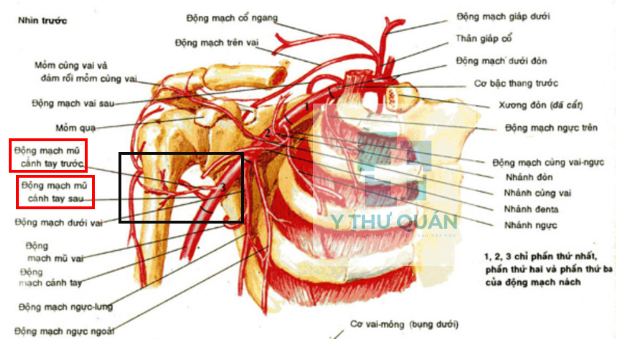 Nhìn trước
Động mạch cổ ngang
Động mạch trên vai
Mỏm cùng vai và
đám rối mỏm cùng vai
Động mạch vai sau
Mỏm quạ
Động mạch mũ
cánh tay trước
Động mạch mũ
cánh tay sau
Động mạch dưới vai
Động
mạch mũ vai
Động
mạch cánh tay
Động mạch ngực-lưng
Động mạch ngực ngoài
Động mạch giáp dưới
Thân giáp cổ
Động mạch dưới đòn
Cơ bậc thang trước
Xương đòn (đã cắt)
Động mạch ngực trên
Động mạch cùng vai-ngực
Nhánh đòn
Nhánh cùng vai
Nhánh đenta
Nhánh ngực
1, 2, 3 chỉ phần thứ nhất,
phần thứ hai và phần thứ ba
của động mạch nách
Cơ vai-móng (bụng dưới)
Y THƯ QUÁN
1
2
3